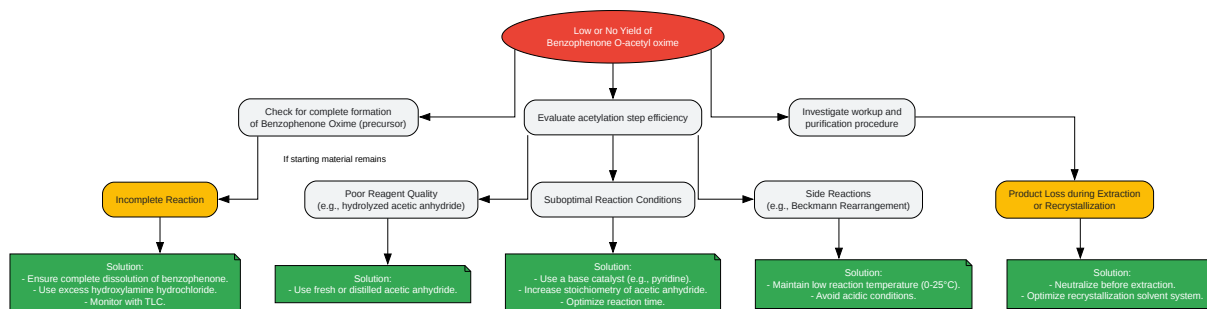 Low or No Yield of
Benzophenone O-acetyl oxime
Check for complete formation
of Benzophenone Oxime (precursor)
Evaluate acetylation step efficiency
Investigate workup and
purification procedure
If starting material remains
Incomplete Reaction
Poor Reagent Quality
(e.g., hydrolyzed acetic anhydride)
Suboptimal Reaction Conditions
Side Reactions
(e.g., Beckmann Rearrangement)
Product Loss during Extraction
or Recrystallization
Solution:
- Ensure complete dissolution of benzophenone.
- Use excess hydroxylamine hydrochloride.
- Monitor with TLC.
Solution:
- Use fresh or distilled acetic anhydride.
Solution:
- Use a base catalyst (e.g., pyridine).
- Increase stoichiometry of acetic anhydride.
- Optimize reaction time.
Solution:
- Maintain low reaction temperature (0-25°C).
- Avoid acidic conditions.
Solution:
- Neutralize before extraction.
- Optimize recrystallization solvent system.